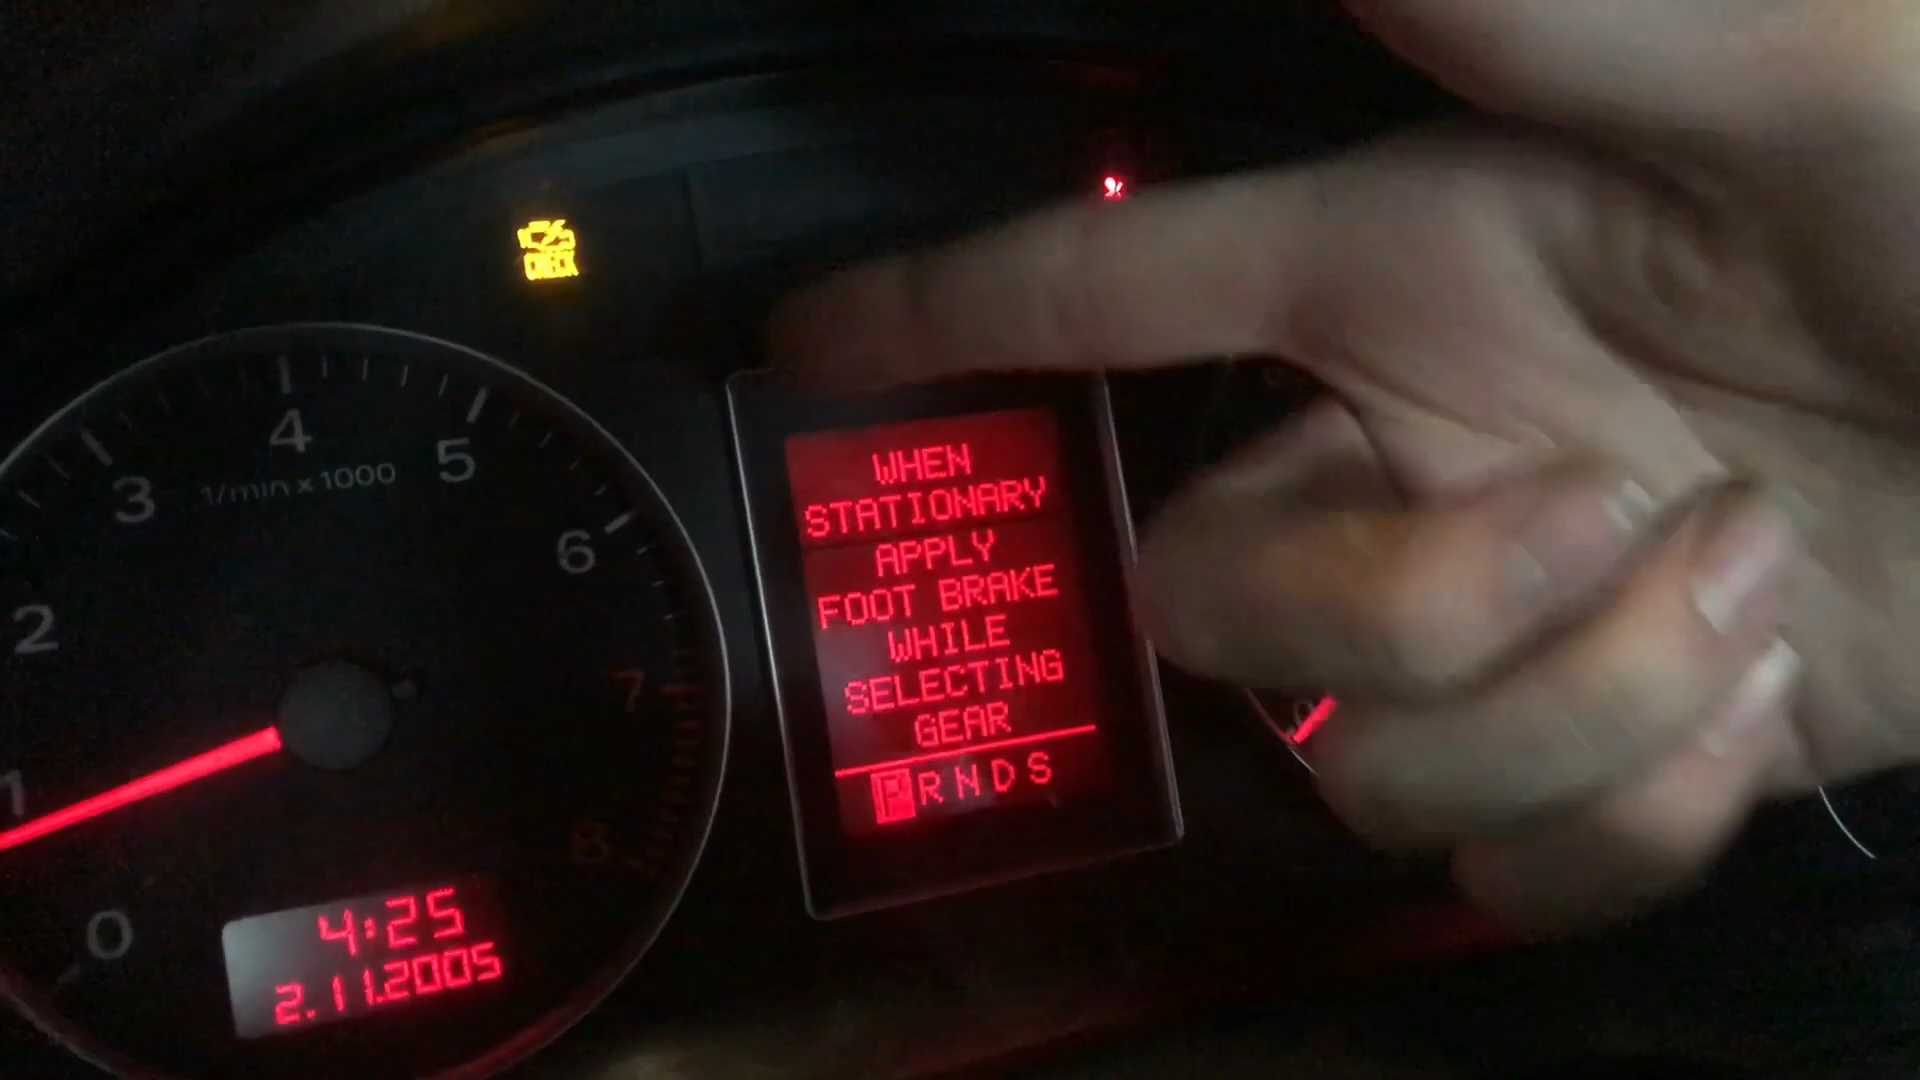 CHECK
4
3
5
1/min x 1000
6
2
7
1
8
0
4:25
2.11.2005
WHEN
STATIONARY
APPLY
FOOT BRAKE
WHILE
SELECTING
GEAR
P R N D S